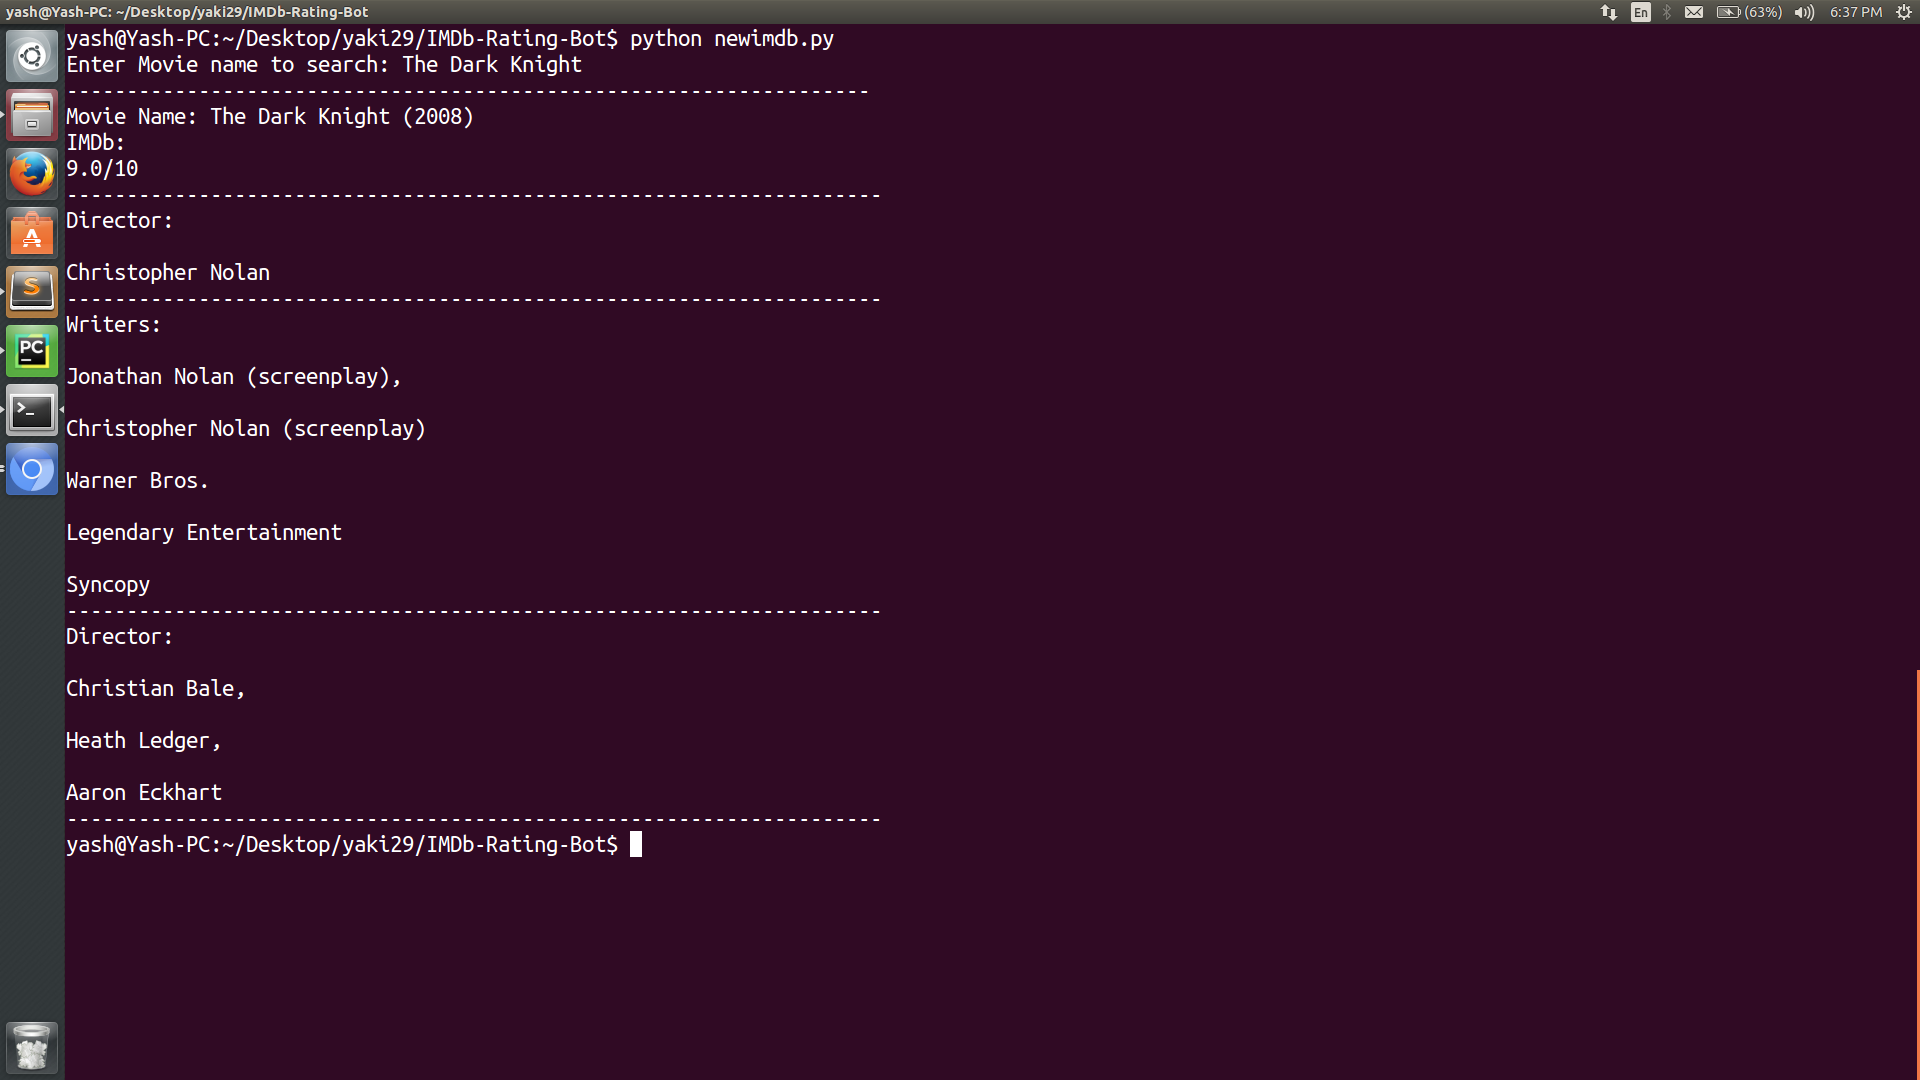 yash@Yash-PC: ~/Desktop/yaki29/IMDb-Rating-Bot
En
(63%)
6:37 PM
yash@Yash-PC:~/Desktop/yaki29/IMDb-Rating-Bot$ python newimdb.py
Enter Movie name to search: The Dark Knight
-------------------------------------------------------------------
Movie Name: The Dark Knight (2008)
IMDb:
9.0/10
--------------------------------------------------------------------
Director:
Christopher Nolan
--------------------------------------------------------------------
Writers:
Jonathan Nolan (screenplay),
Christopher Nolan (screenplay)
Warner Bros.
Legendary Entertainment
Syncopy
--------------------------------------------------------------------
Director:
Christian Bale,
Heath Ledger,
Aaron Eckhart
--------------------------------------------------------------------
yash@Yash-PC:~/Desktop/yaki29/IMDb-Rating-Bot$
A
S
PC
>_